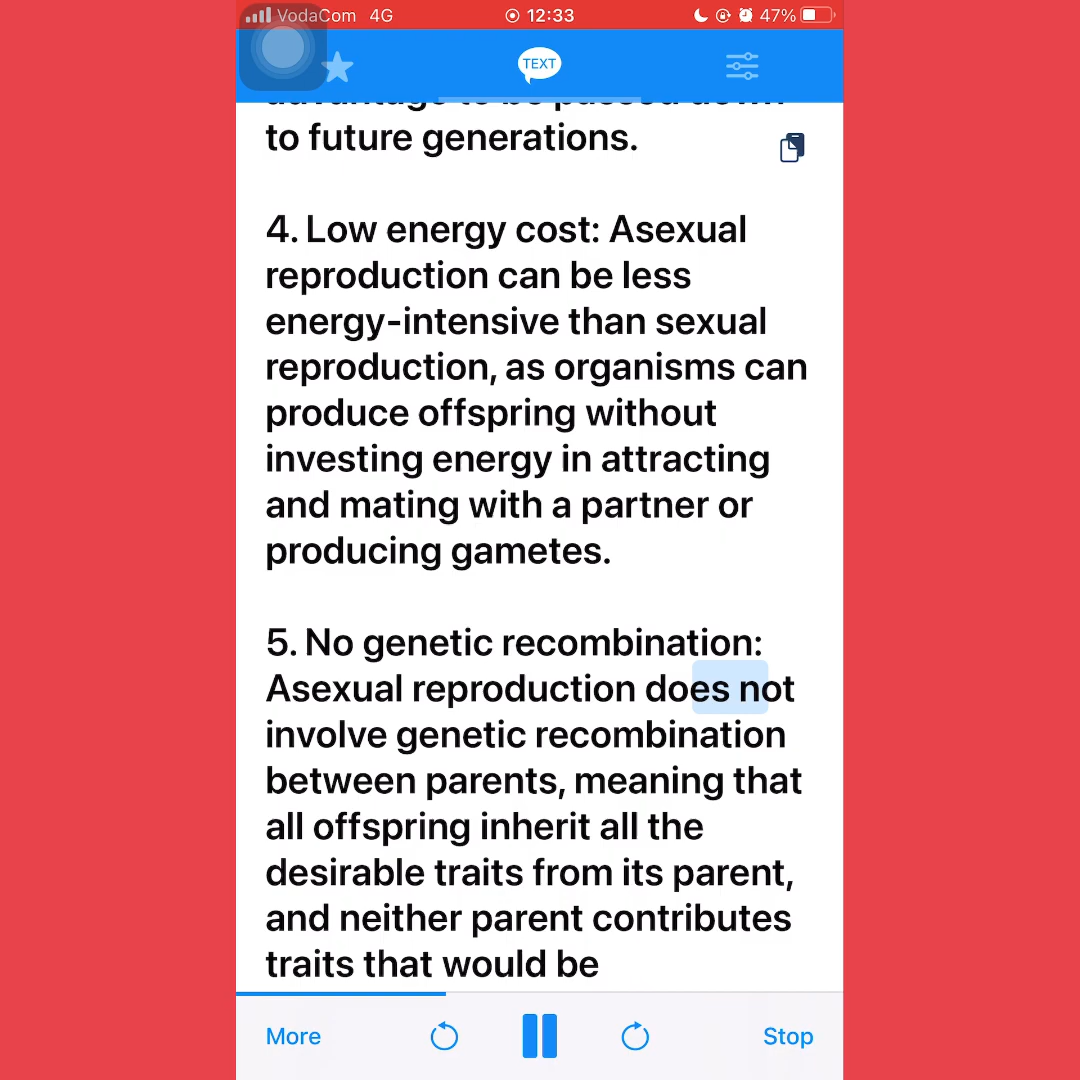 VodaCom 4G 12:33 47%
TEXT
to future generations.
4. Low energy cost: Asexual
reproduction can be less
energy-intensive than sexual
reproduction, as organisms can
produce offspring without
investing energy in attracting
and mating with a partner or
producing gametes.
5. No genetic recombination:
Asexual reproduction does not
involve genetic recombination
between parents, meaning that
all offspring inherit all the
desirable traits from its parent,
and neither parent contributes
traits that would be
More Stop